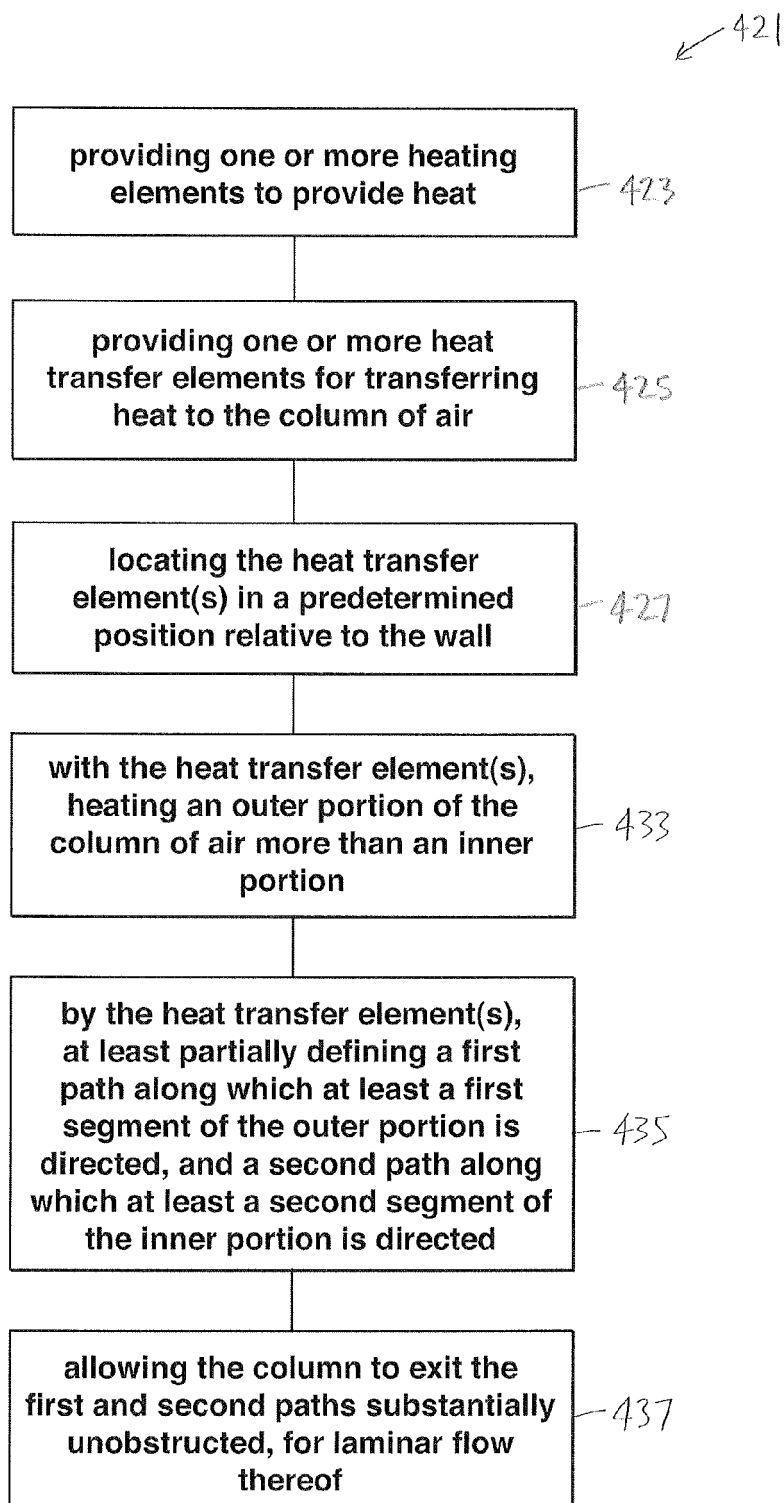 421
providing one or more heating
elements to provide heat
423
providing one or more heat
transfer elements for transferring
heat to the column of air
425
locating the heat transfer
element(s) in a predetermined
position relative to the wall
427
with the heat transfer element(s),
heating an outer portion of the
column of air more than an inner
portion
433
by the heat transfer element(s),
at least partially defining a first
path along which at least a first
segment of the outer portion is
directed, and a second path along
which at least a second segment of
the inner portion is directed
435
allowing the column to exit the
first and second paths substantially
unobstructed, for laminar flow
thereof
437